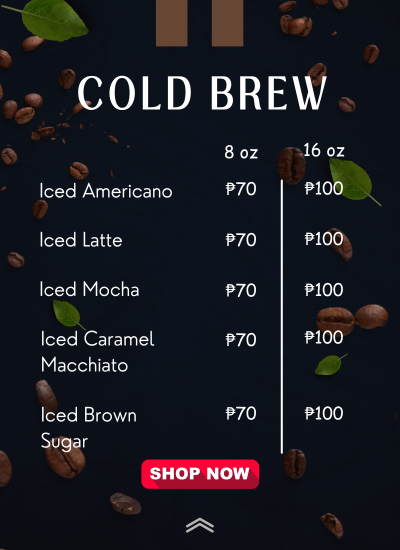 COLD BREW
8 oz 16 oz
Iced Americano ₱70 ₱100
Iced Latte ₱70 ₱100
Iced Mocha ₱70 ₱100
Iced Caramel ₱70 ₱100
Macchiato
Iced Brown ₱70 ₱100
Sugar
SHOP NOW